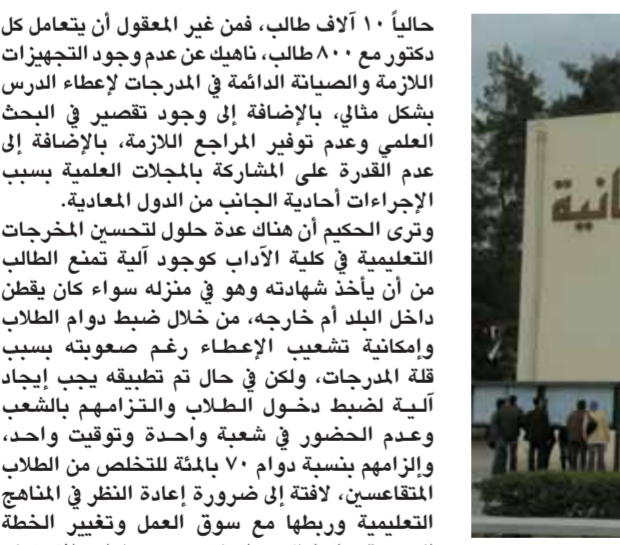 حالياً ١٠ آلاف طالب، فمن غير المعقول أن يتعامل كل
دكتور مع ٨٠٠ طالب، ناهيك عن عدم وجود التجهيزات
اللازمة والصيانة الدائمة في المدرجات لإعطاء الدرس
بشكل مثالي، بالإضافة إلى وجود تقصير في البحث
العلمي وعدم توفير المراجع اللازمة، بالإضافة إلى
عدم القدرة على المشاركة بالمجلات العلمية بسبب
الإجراءات أحادية الجانب من الدول المعادية.
وترى الحكيم أن هناك عدة حلول لتحسين المخرجات
التعليمية في كلية الآداب كوجود آلية تمنع الطالب
من أن يأخذ شهادته وهو في منزله سواء كان يقطن
داخل البلد أم خارجه، من خلال ضبط دوام الطلاب
وإمكانية تشعيب الإعطاء رغم صعوبته بسبب
قلة المدرجات، ولكن في حال تم تطبيقه يجب إيجاد
آلية لضبط دخول الطلاب والتزامهم بالشعب
وعدم الحضور في شعبة واحدة وتوقيت واحد،
وإلزامهم بنسبة دوام ٧٠ بالمئة للتخلص من الطلاب
المتقاعسين، لافتة إلى ضرورة إعادة النظر في المناهج
التعليمية وربطها مع سوق العمل وتغيير الخطة
انية